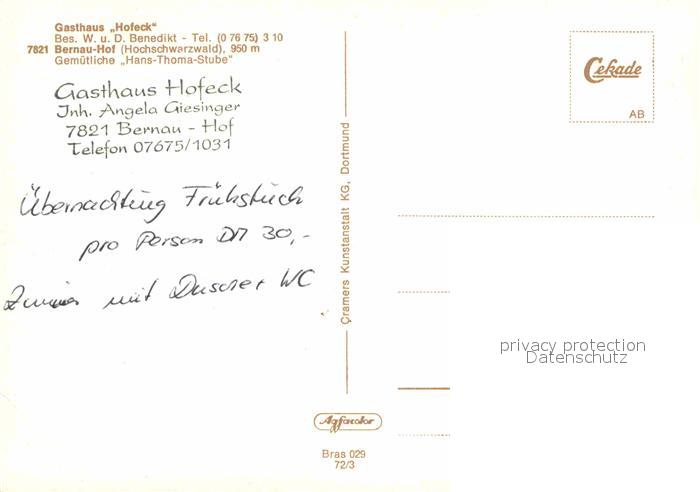 Gasthaus „Hofeck“
Bes. W. u. D. Benedikt - Tel. (0 76 75) 3 10
7821 Bernau-Hof (Hochschwarzwald), 950 m
Gemütliche „Hans-Thoma-Stube“
Gasthaus Hofeck
Inh. Angela Giesinger
7821 Bernau - Hof
Telefon 07675/1031
Übernachtung Frühstück
pro Person DM 30,-
Zimmer mit Dusche + WC
Cramers Kunstanstalt KG, Dortmund
Cekade
AB
privacy protection
Datenschutz
Agfacolor
Bras 029
72/3